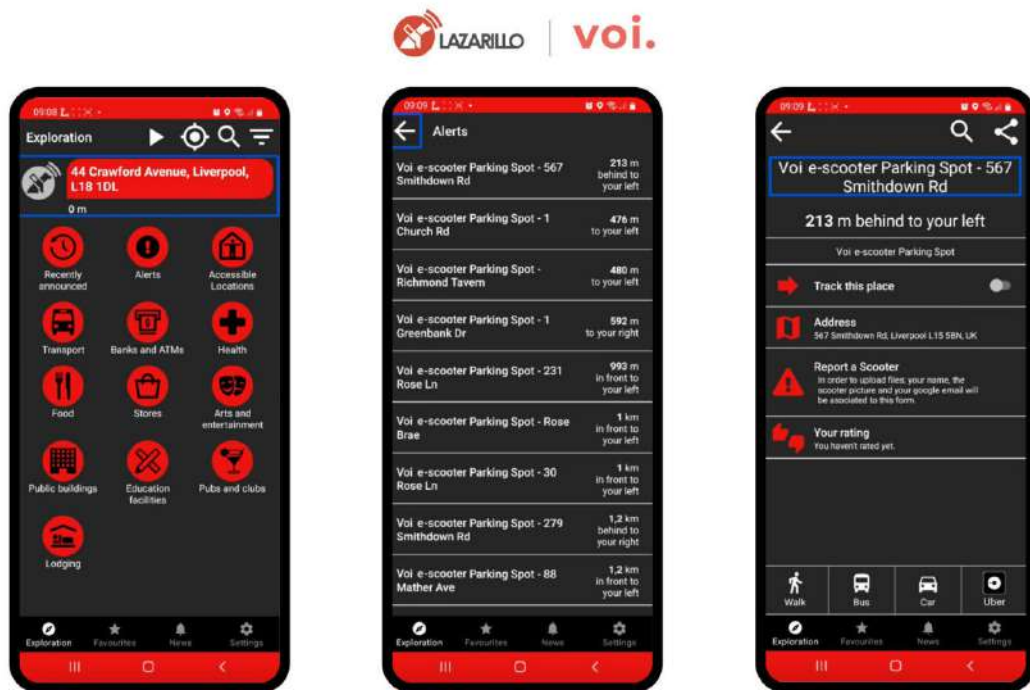 LAZARILLO
voi.
09:08
Exploration
44 Crawford Avenue, Liverpool,
L18 1DL
0 m
Recently
announced
Alerts
Accessible
Locations
Transport
Banks and ATMs
Health
Food
Stores
Arts and
entertainment
Public buildings
Education
facilities
Pubs and clubs
Lodging
Exploration
Favourites
News
Settings
09:09
Alerts
Voi e-scooter Parking Spot - 567
Smithdown Rd
213 m
behind to
your left
Voi e-scooter Parking Spot - 1
Church Rd
476 m
to your left
Voi e-scooter Parking Spot -
Richmond Tavern
480 m
to your left
Voi e-scooter Parking Spot - 1
Greenbank Dr
592 m
to your right
Voi e-scooter Parking Spot - 231
Rose Ln
993 m
in front to
your left
Voi e-scooter Parking Spot - Rose
Brae
1 km
in front to
your left
Voi e-scooter Parking Spot - 30
Rose Ln
1 km
in front to
your left
Voi e-scooter Parking Spot - 279
Smithdown Rd
1,2 km
behind to
your right
Voi e-scooter Parking Spot - 88
Mather Ave
1,2 km
in front to
your left
Exploration
Favourites
News
Settings
09:09
Voi e-scooter Parking Spot - 567
Smithdown Rd
213 m behind to your left
Voi e-scooter Parking Spot
Track this place
Address
567 Smithdown Rd, Liverpool L15 5BN, UK
Report a Scooter
In order to upload files, your name, the
scooter picture and your google email will
be asociated to this form.
Your rating
You haven't rated yet.
Walk
Bus
Car
Uber
Exploration
Favourites
News
Settings